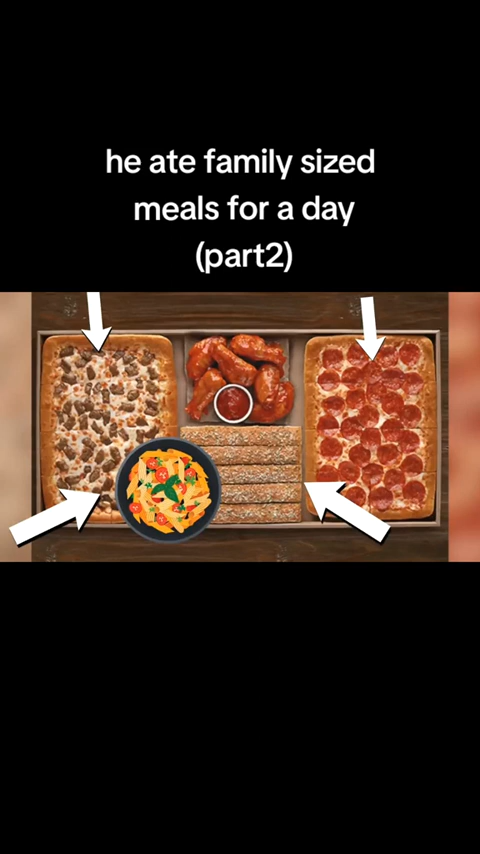 he ate family sized
meals for a day
(part2)